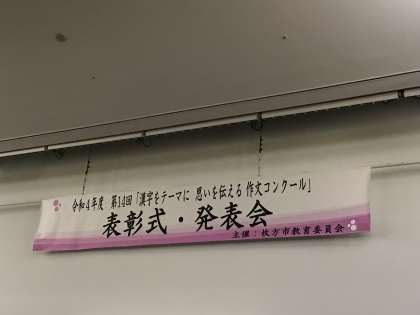 令和4年度 第14回「漢字をテーマに 思いを伝える 作文コンクール」
表彰式・発表会
主催:枚方市教育委員会